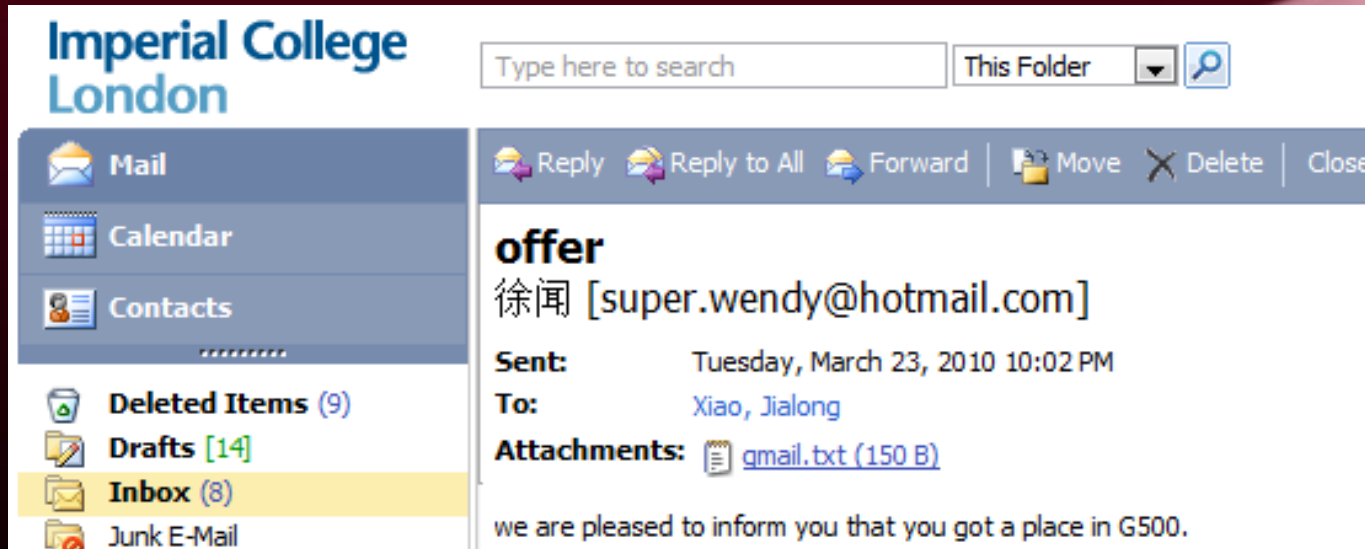 Imperial College
London
Type here to search
This Folder
Mail
Calendar
Contacts
Deleted Items (9)
Drafts [14]
Inbox (8)
Junk E-Mail
Reply Reply to All Forward Move Delete Close
offer
徐闻 [super.wendy@hotmail.com]
Sent: Tuesday, March 23, 2010 10:02 PM
To: Xiao, Jialong
Attachments: gmail.txt (150 B)
we are pleased to inform you that you got a place in G500.